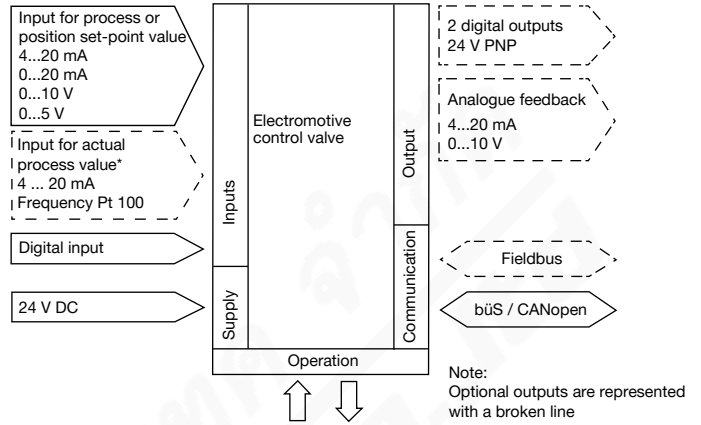 Input for process or
position set-point value
4...20 mA
0...20 mA
0...10 V
0...5 V
Input for actual
process value*
4 ... 20 mA
Frequency Pt 100
Digital input
24 V DC
Inputs
Supply
Electromotive
control valve
Output
Communication
Operation
2 digital outputs
24 V PNP
Analogue feedback
4...20 mA
0...10 V
Fieldbus
büS / CANopen
Note:
Optional outputs are represented
with a broken line